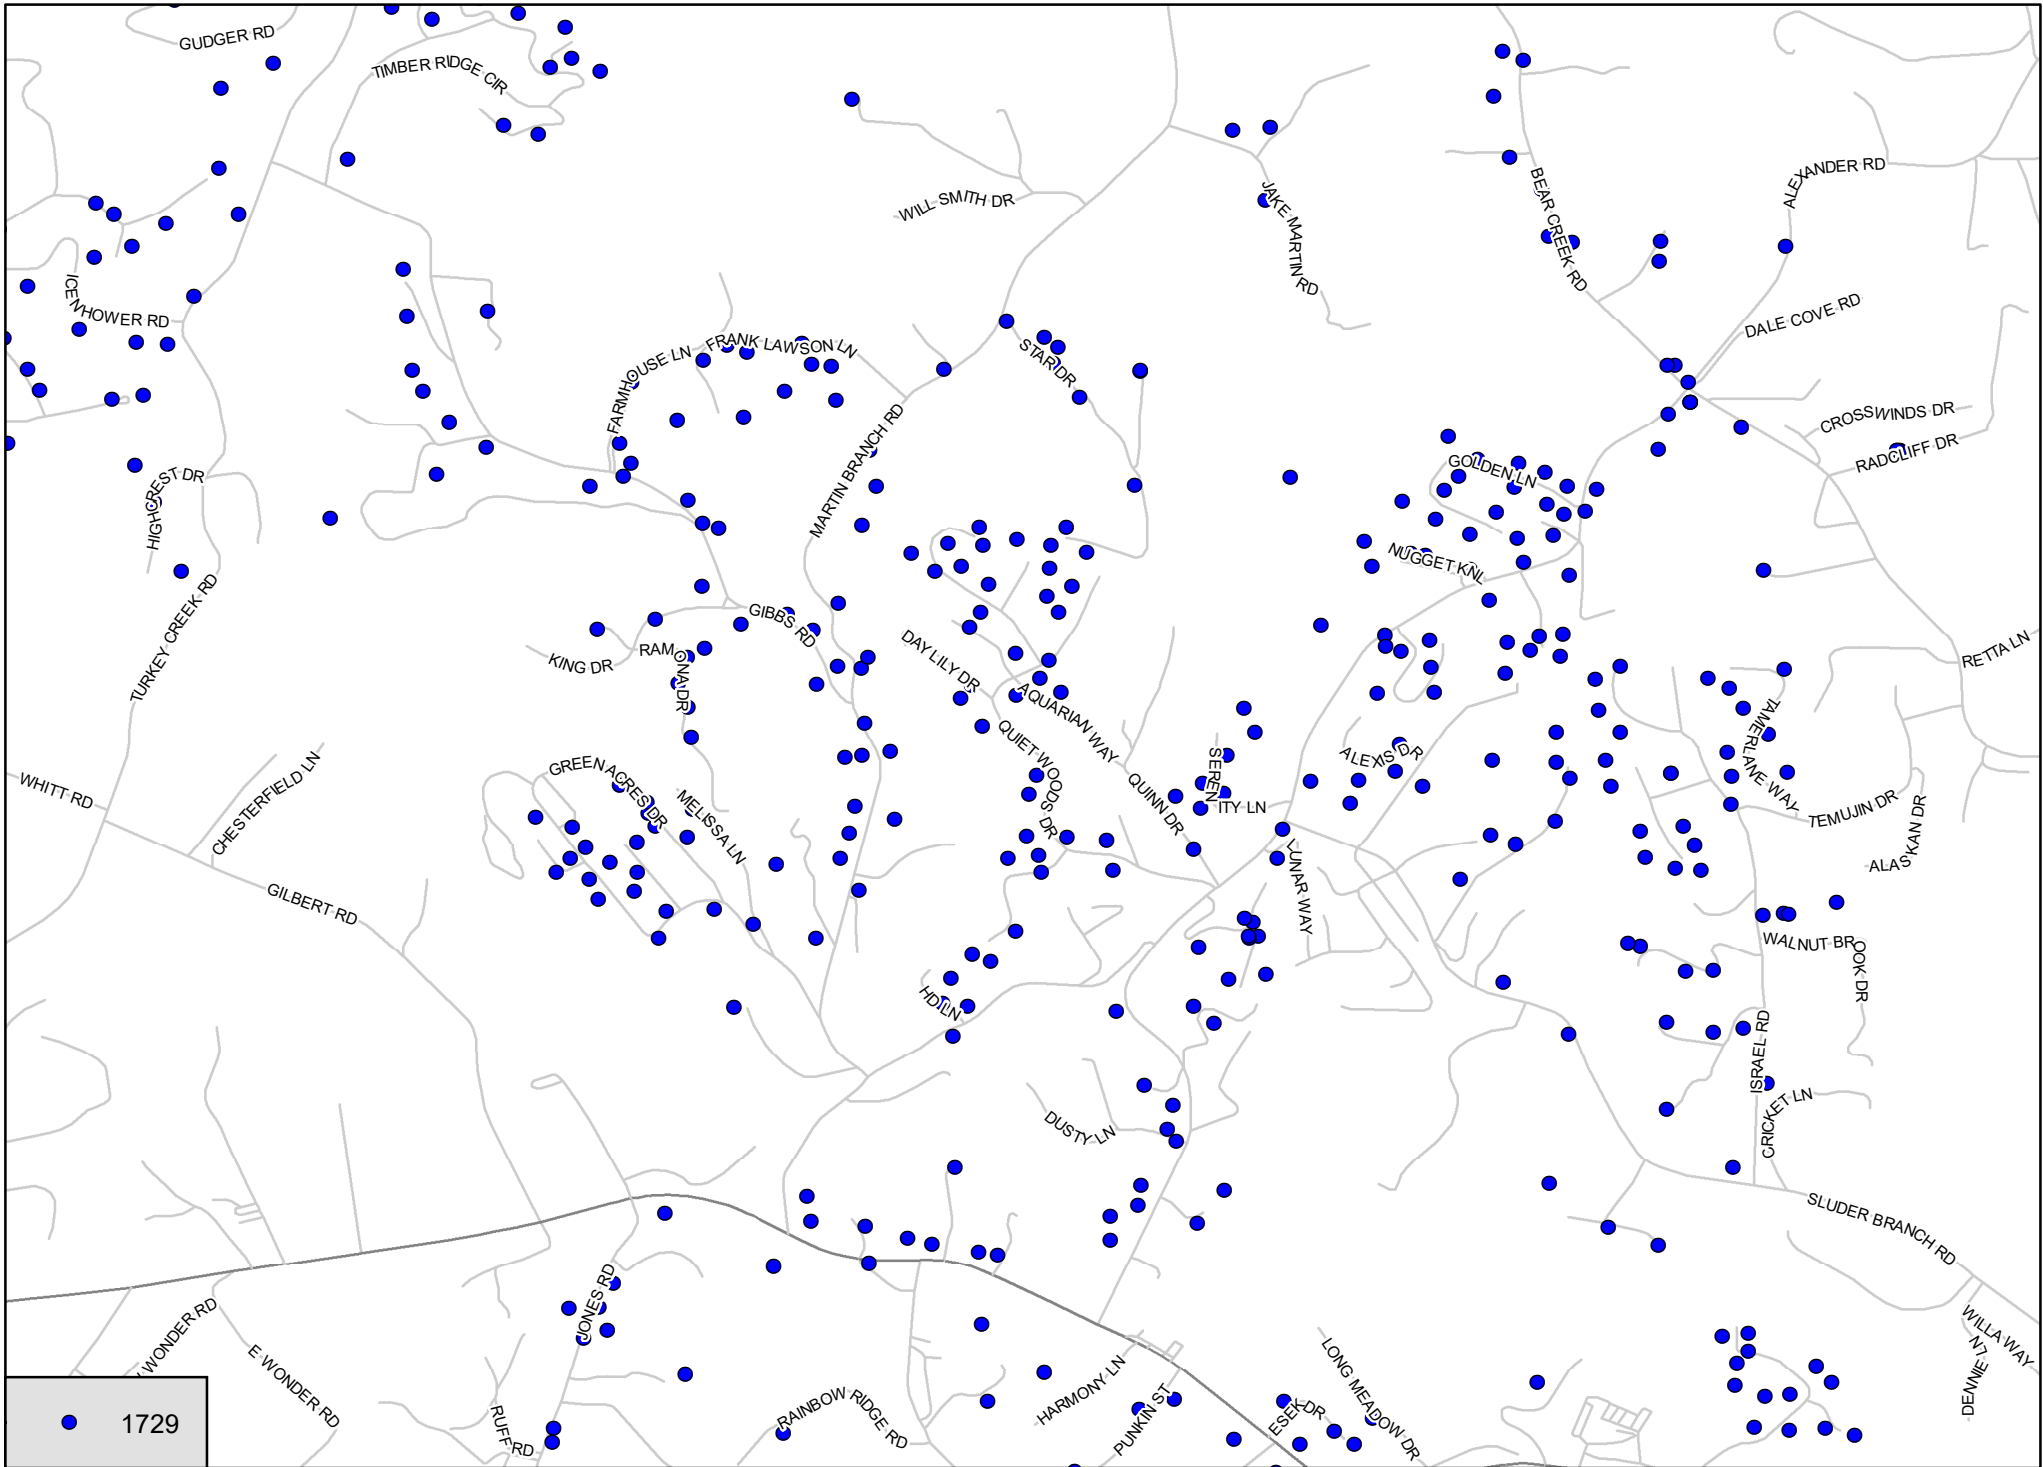 GUDGER RD
TIMBER RIDGE CIR
WILL SMITH DR
JAKE MARTIN RD
BEAR CREEK RD
ALEXANDER RD
ICENHOWER RD
DALE COVE RD
FARMHOUSE LN
FRANK LAWSON LN
STAR DR
MARTIN BRANCH RD
CROSSWINDS DR
RADCLIFF DR
GOLDEN LN
HIGHCREST DR
NUGGET KNL
TURKEY CREEK RD
GIBBS RD
KING DR
RAMONA DR
DAY LILY DR
AQUARIAN WAY
RETTA LN
QUIET WOODS DR
TAMERLANE WAY
ALEXIS DR
SERENITY LN
WHITT RD
CHESTERFIELD LN
GREEN ACRES DR
MELISSA LN
QUINN DR
TEMUJIN DR
ALASKAN DR
LUNAR WAY
GILBERT RD
WALNUT BROOK DR
HD LN
ISRAEL RD
CRICKET LN
DUSTY LN
SLUDER BRANCH RD
JONES RD
WONDER RD
E WONDER RD
WILLA WAY
DENNIE LN
LONG MEADOW DR
HARMONY LN
PUNKIN ST
ESEK DR
RAINBOW RIDGE RD
RUFF RD
1729